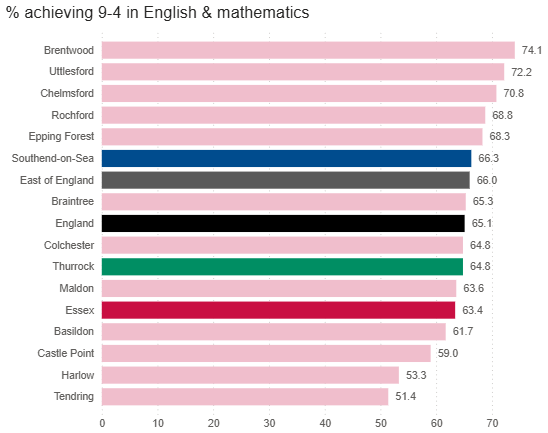 % achieving 9-4 in English & mathematics
Brentwood 74.1
Uttlesford 72.2
Chelmsford 70.8
Rochford 68.8
Epping Forest 68.3
Southend-on-Sea 66.3
East of England 66.0
Braintree 65.3
England 65.1
Colchester 64.8
Thurrock 64.8
Maldon 63.6
Essex 63.4
Basildon 61.7
Castle Point 59.0
Harlow 53.3
Tendring 51.4
0 10 20 30 40 50 60 70